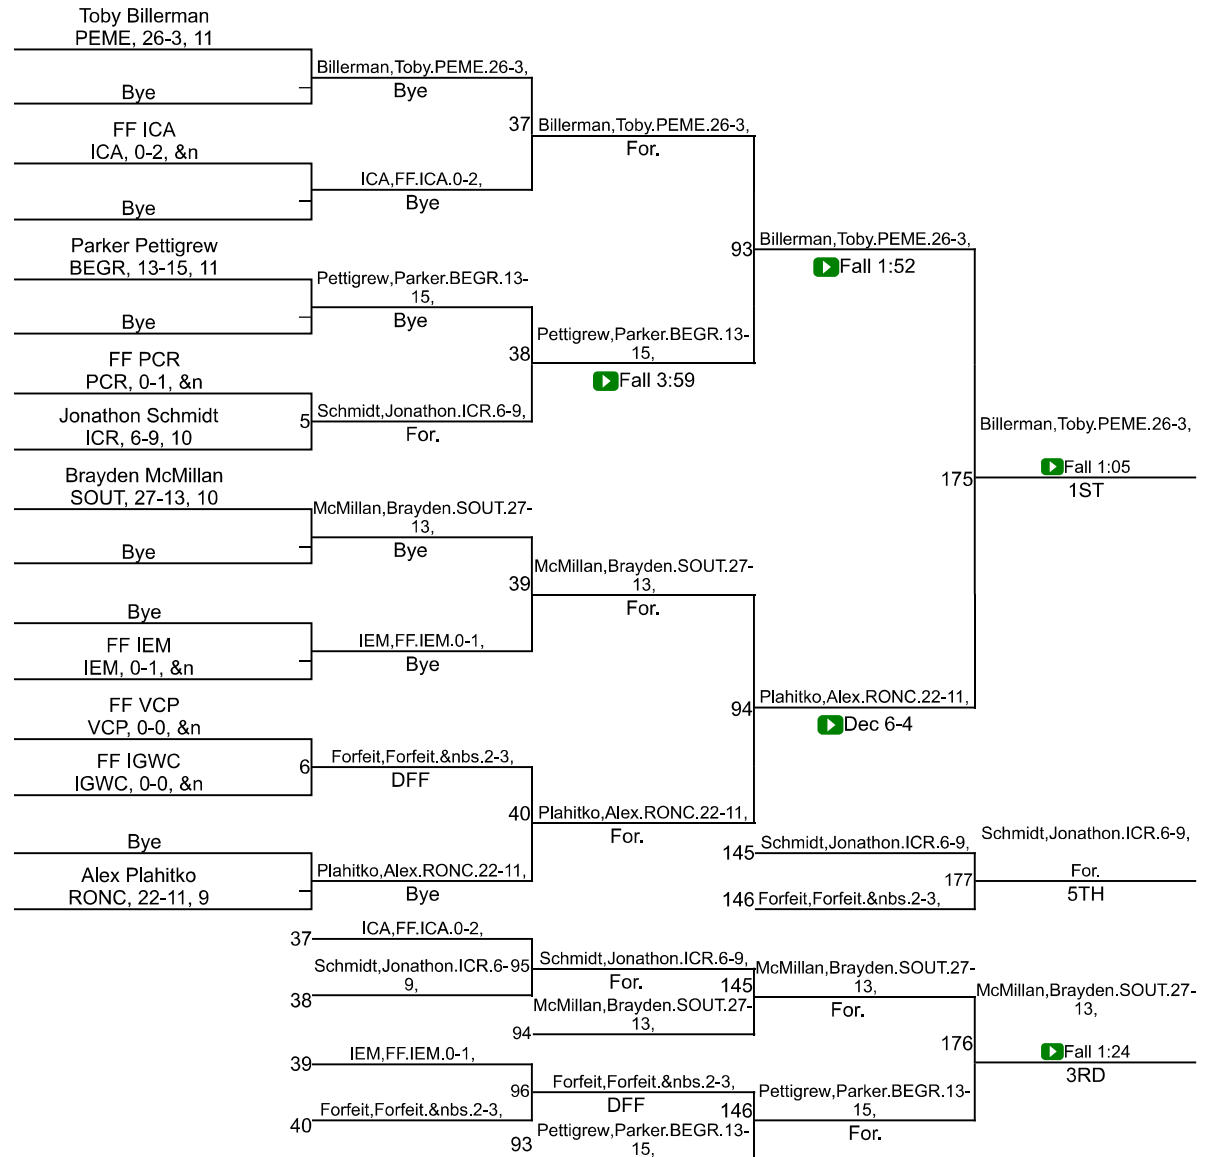 Toby Billerman
PEME, 26-3, 11
Billerman,Toby.PEME.26-3,
Bye
Bye
FF ICA
ICA, 0-2, &n
37
Billerman,Toby.PEME.26-3,
For.
ICA,FF.ICA.0-2,
Bye
Bye
Parker Pettigrew
BEGR, 13-15, 11
93
Billerman,Toby.PEME.26-3,
Fall 1:52
Pettigrew,Parker.BEGR.13-
15,
Bye
Bye
Pettigrew,Parker.BEGR.13-
15,
38
Fall 3:59
FF PCR
PCR, 0-1, &n
Jonathon Schmidt
ICR, 6-9, 10
5
Schmidt,Jonathon.ICR.6-9,
For.
Billerman,Toby.PEME.26-3,
175
Fall 1:05
1ST
Brayden McMillan
SOUT, 27-13, 10
McMillan,Brayden.SOUT.27-
13,
Bye
Bye
39
McMillan,Brayden.SOUT.27-
13,
For.
Bye
FF IEM
IEM, 0-1, &n
IEM,FF.IEM.0-1,
Bye
FF VCP
VCP, 0-0, &n
94
Plahitko,Alex.RONC.22-11,
Dec 6-4
FF IGWC
IGWC, 0-0, &n
6
Forfeit,Forfeit.&nbs.2-3,
DFF
40
Plahitko,Alex.RONC.22-11,
For.
Bye
Alex Plahitko
RONC, 22-11, 9
Plahitko,Alex.RONC.22-11,
Bye
145
Schmidt,Jonathon.ICR.6-9,
Schmidt,Jonathon.ICR.6-9,
177
For.
5TH
146
Forfeit,Forfeit.&nbs.2-3,
37
ICA,FF.ICA.0-2,
Schmidt,Jonathon.ICR.6-
9,
38
95
Schmidt,Jonathon.ICR.6-9,
For.
145
McMillan,Brayden.SOUT.27-
13,
For.
McMillan,Brayden.SOUT.27-
13,
94
McMillan,Brayden.SOUT.27-
13,
176
Fall 1:24
3RD
39
IEM,FF.IEM.0-1,
96
Forfeit,Forfeit.&nbs.2-3,
DFF
146
Pettigrew,Parker.BEGR.13-
15,
For.
40
Forfeit,Forfeit.&nbs.2-3,
93
Pettigrew,Parker.BEGR.13-
15,